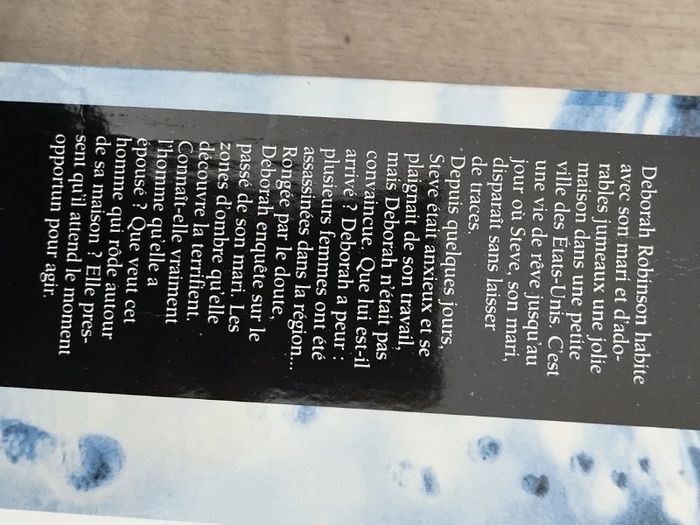 Deborah Robinson habite
avec son mari et d'ado-
rables jumeaux une jolie
maison dans une petite
ville des États-Unis. C'est
une vie de rêve jusqu'au
jour où Steve, son mari,
disparaît sans laisser
de traces.
Depuis quelques jours,
Steve était anxieux et se
plaignait de son travail,
mais Deborah n'était pas
convaincue. Que lui est-il
arrivé ? Deborah a peur :
plusieurs femmes ont été
assassinées dans la région...
Rongée par le doute,
Deborah enquête sur le
passé de son mari. Les
zones d'ombre qu'elle
découvre la terrifient.
Connaît-elle vraiment
l'homme qu'elle a
épousé ? Que veut cet
homme qui rôde autour
de sa maison ? Elle pres-
sent qu'il attend le moment
opportun pour agir.